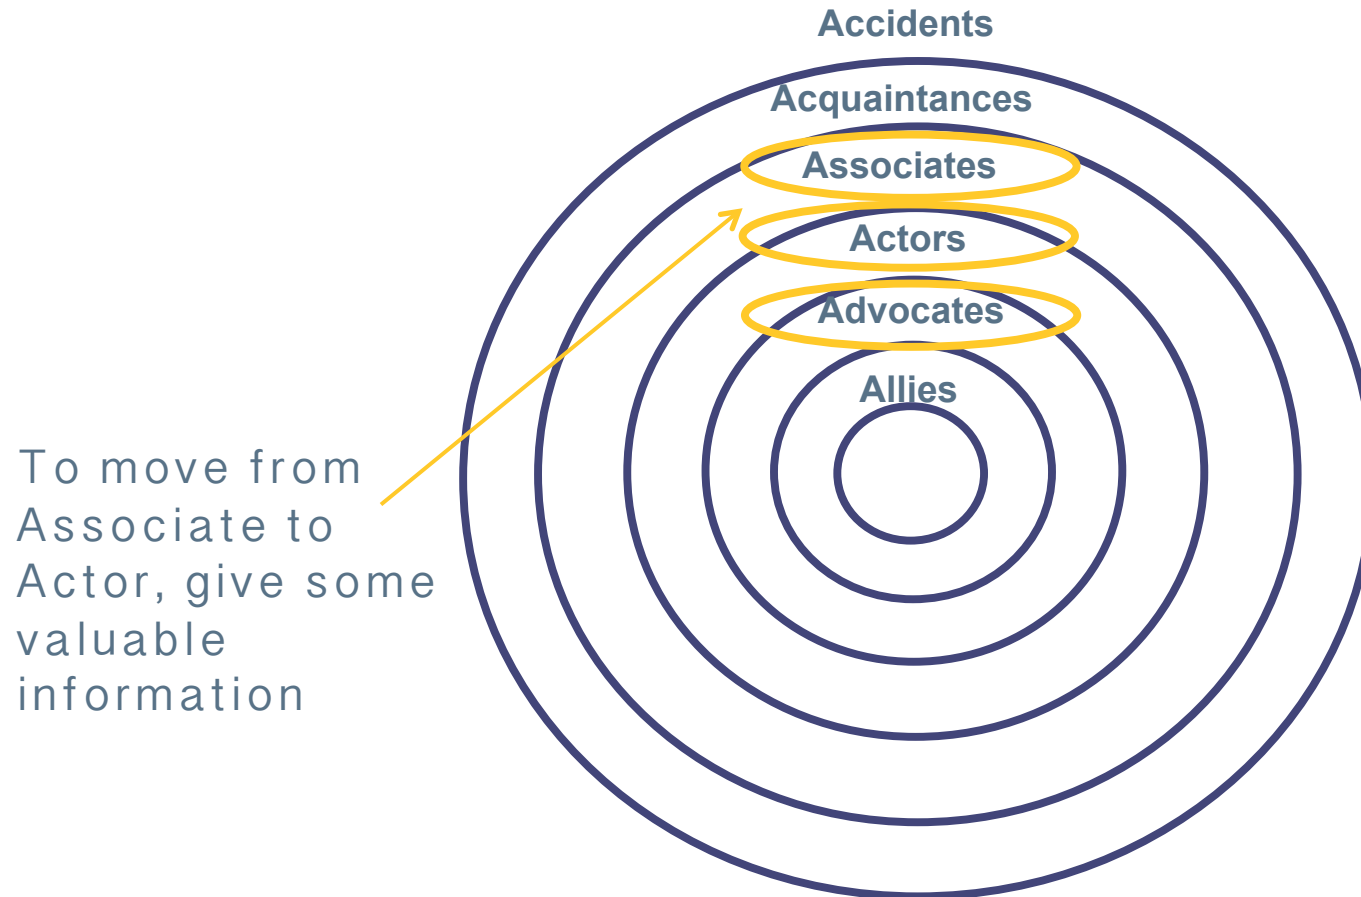 Accidents
Acquaintances
Associates
Actors
Advocates
Allies
To move from
Associate to
Actor, give some
valuable
information